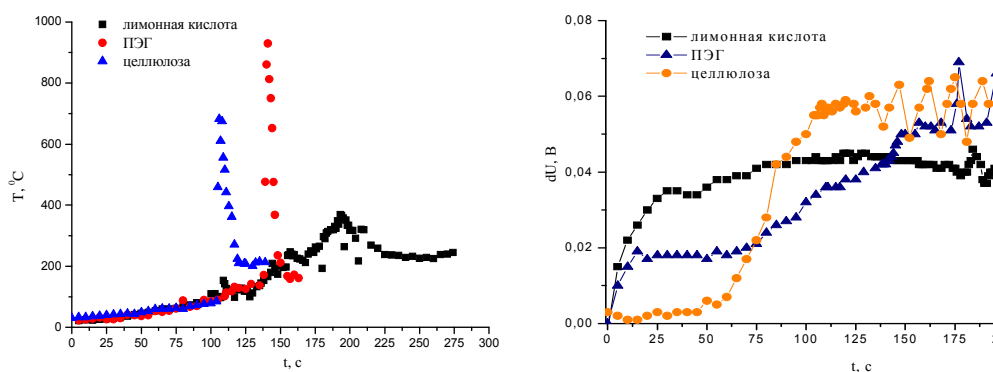 1000
800
600
400
200
0
T, ⁰C
лимонная кислота
ПЭГ
целлюлоза
0 25 50 75 100 125 150 175 200 225 250 275 300
t, c
0,08
0,06
0,04
0,02
0,00
dU, B
лимонная кислота
ПЭГ
целлюлоза
0 25 50 75 100 125 150 175
t, c